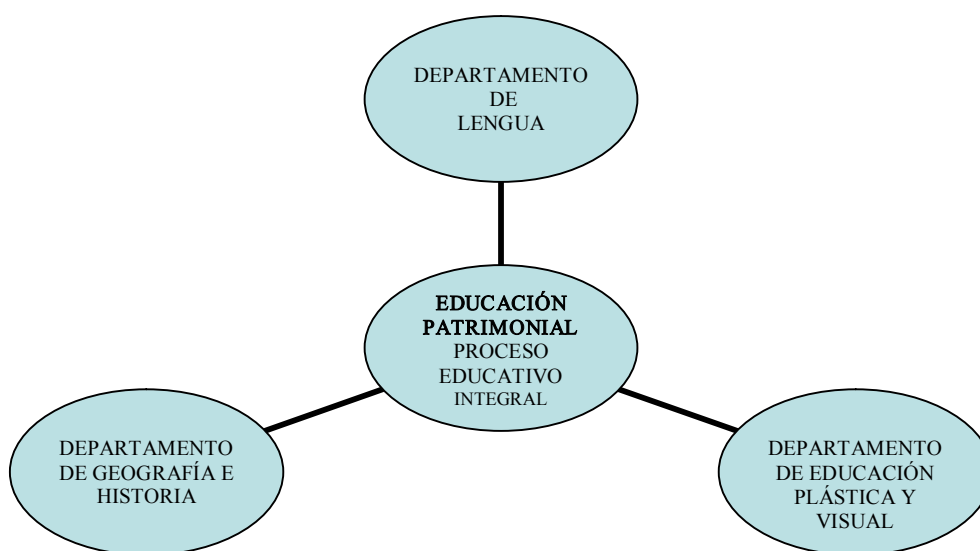 DEPARTAMENTO
DE
LENGUA
EDUCACIÓN
PATRIMONIAL
PROCESO
EDUCATIVO
INTEGRAL
DEPARTAMENTO
DE GEOGRAFÍA E
HISTORIA
DEPARTAMENTO
DE EDUCACIÓN
PLÁSTICA Y
VISUAL